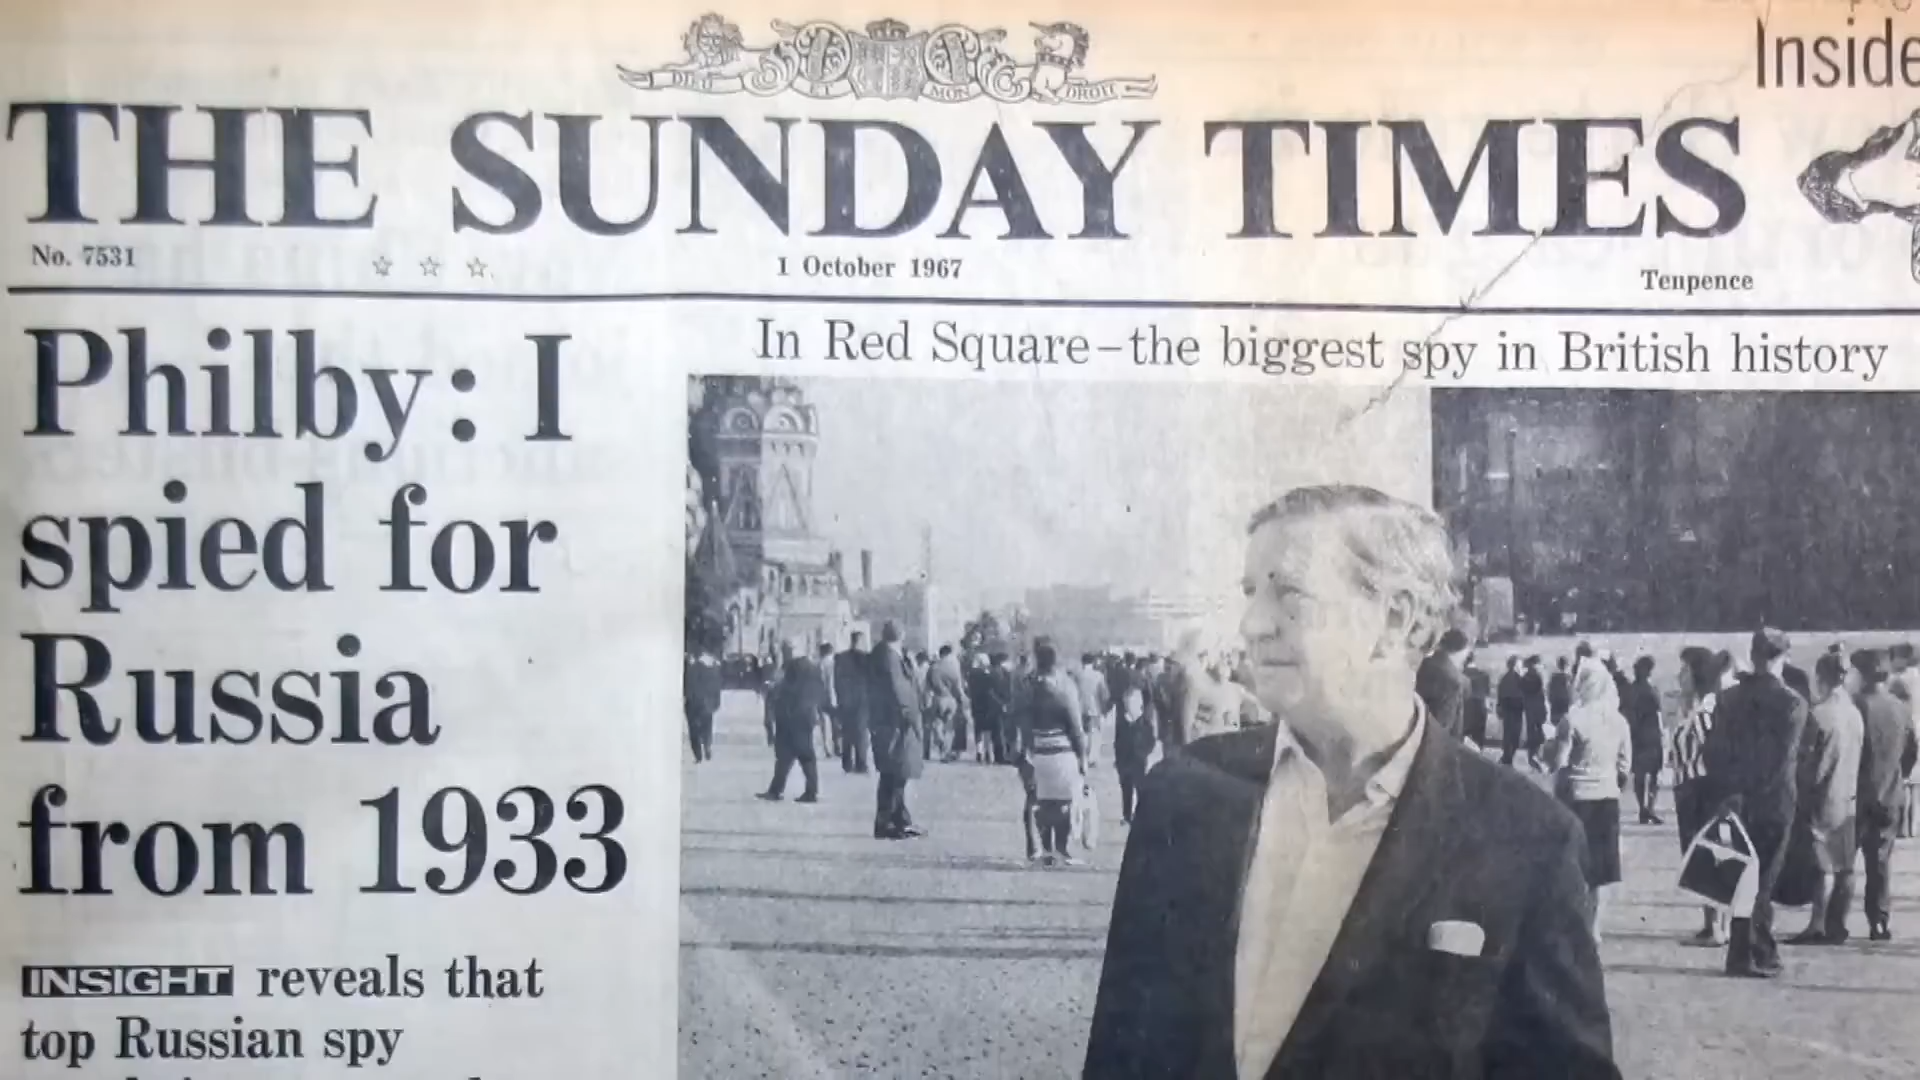 DIEU ET MON DROIT
Inside
THE SUNDAY TIMES
No. 7531
1 October 1967
Tenpence
Philby: I
spied for
Russia
from 1933
In Red Square–the biggest spy in British history
INSIGHT reveals that
top Russian spy